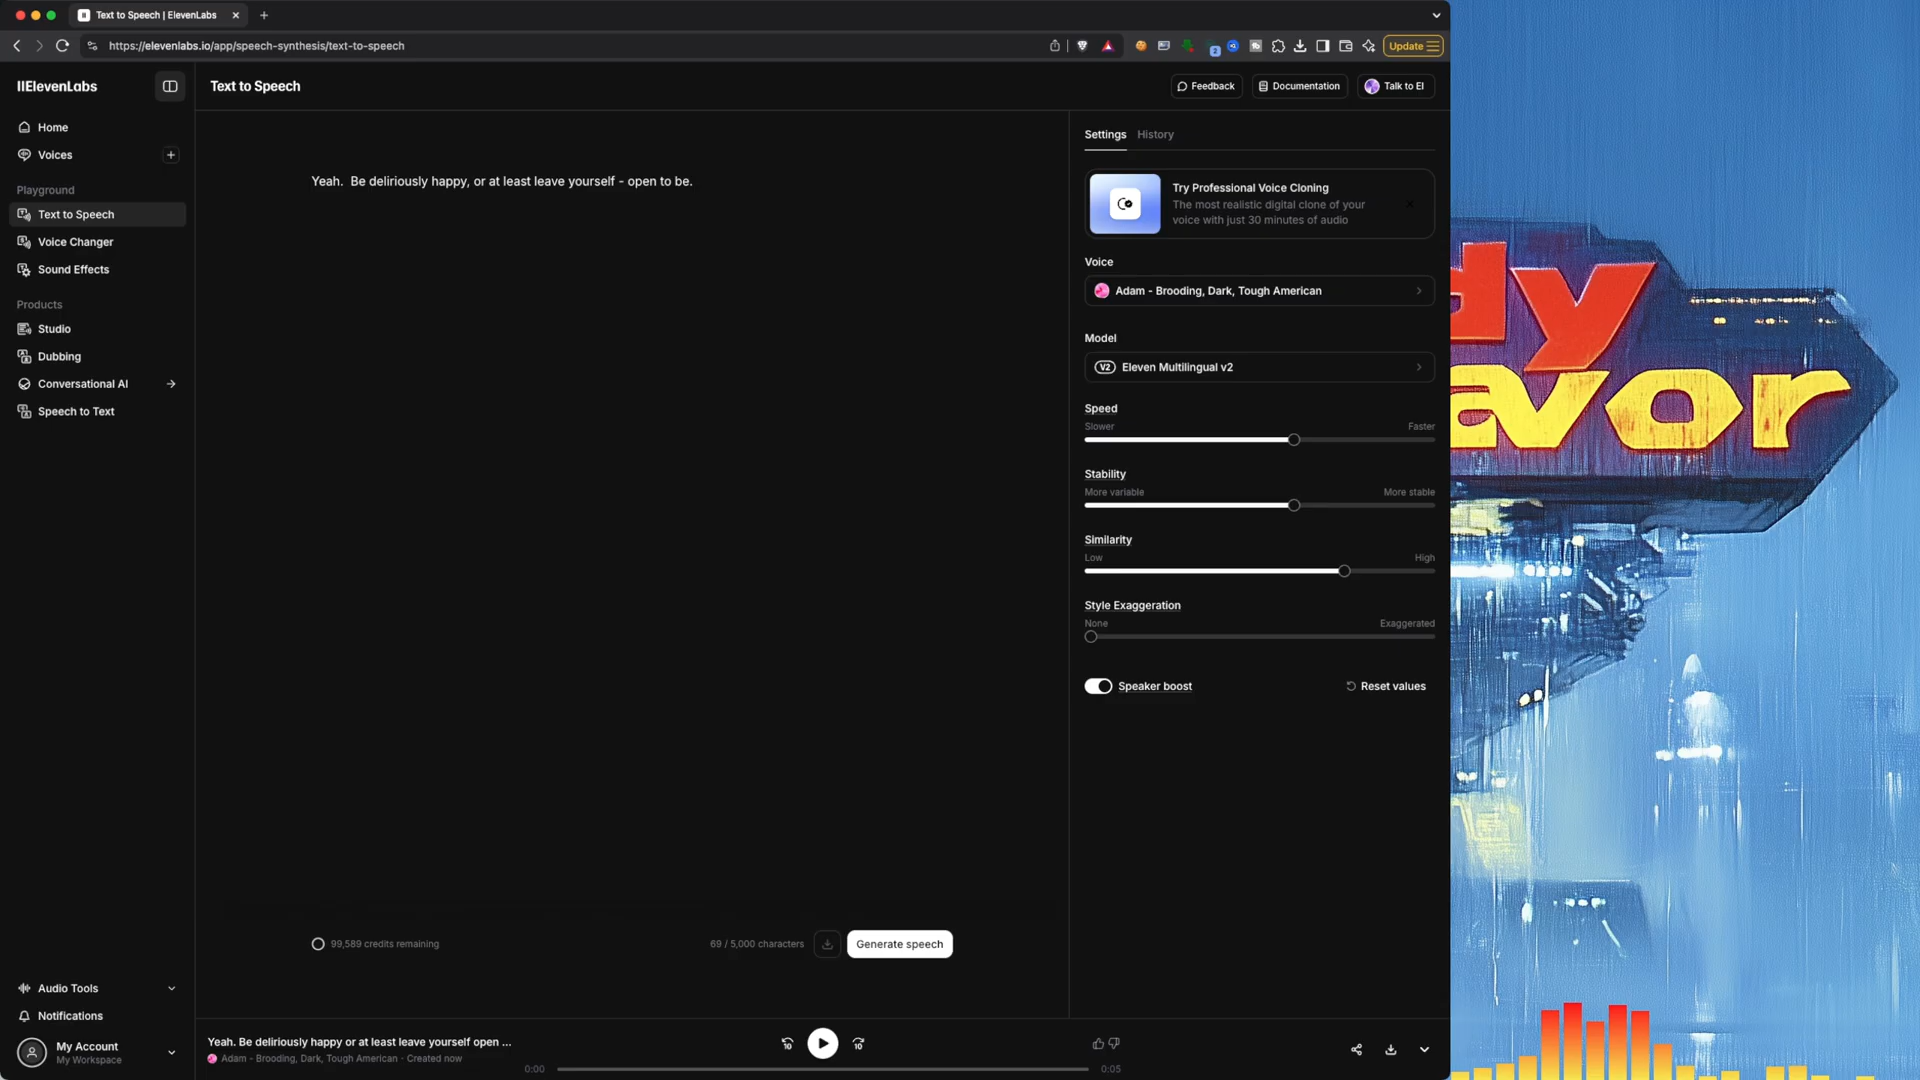 Text to Speech | ElevenLabs
https://elevenlabs.io/app/speech-synthesis/text-to-speech
2
Update
IIElevenLabs
Home
Voices
Playground
Text to Speech
Voice Changer
Sound Effects
Products
Studio
Dubbing
Conversational AI
Speech to Text
Audio Tools
Notifications
My Account
My Workspace
Text to Speech
Feedback
Documentation
Talk to El
Yeah.  Be deliriously happy, or at least leave yourself - open to be.
99,589 credits remaining
69 / 5,000 characters
Generate speech
Settings
History
Try Professional Voice Cloning
The most realistic digital clone of your
voice with just 30 minutes of audio
Voice
Adam - Brooding, Dark, Tough American
Model
V2 Eleven Multilingual v2
Speed
Slower
Faster
Stability
More variable
More stable
Similarity
Low
High
Style Exaggeration
None
Exaggerated
Speaker boost
Reset values
Yeah. Be deliriously happy or at least leave yourself open ...
Adam - Brooding, Dark, Tough American · Created now
10
10
0:00
0:05
dy
avor